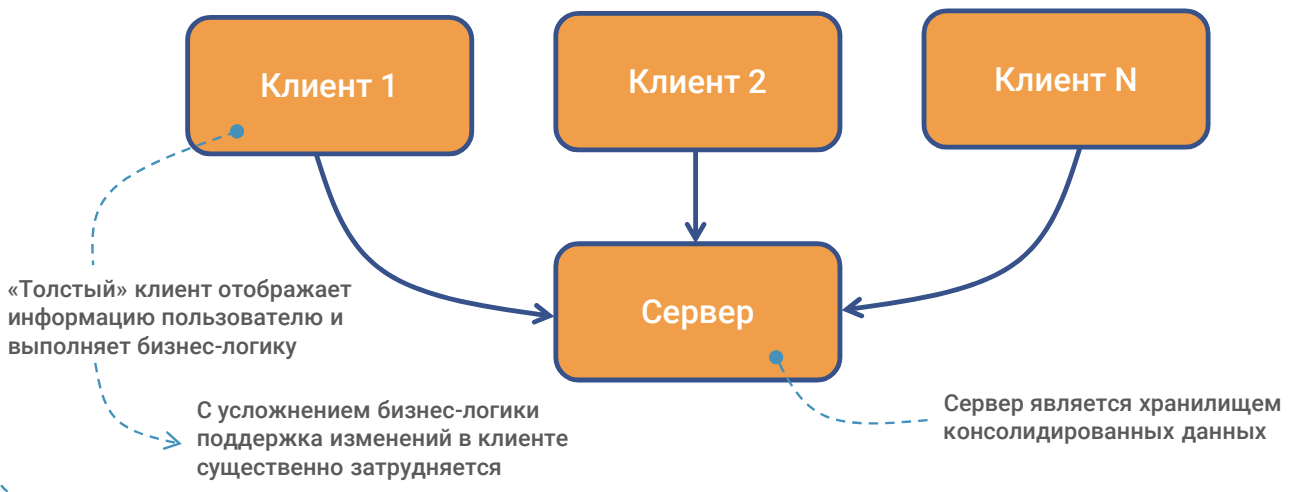 Клиент 1
Клиент 2
Клиент N
Сервер
«Толстый» клиент отображает
информацию пользователю и
выполняет бизнес-логику
С усложнением бизнес-логики
поддержка изменений в клиенте
существенно затрудняется
Сервер является хранилищем
консолидированных данных